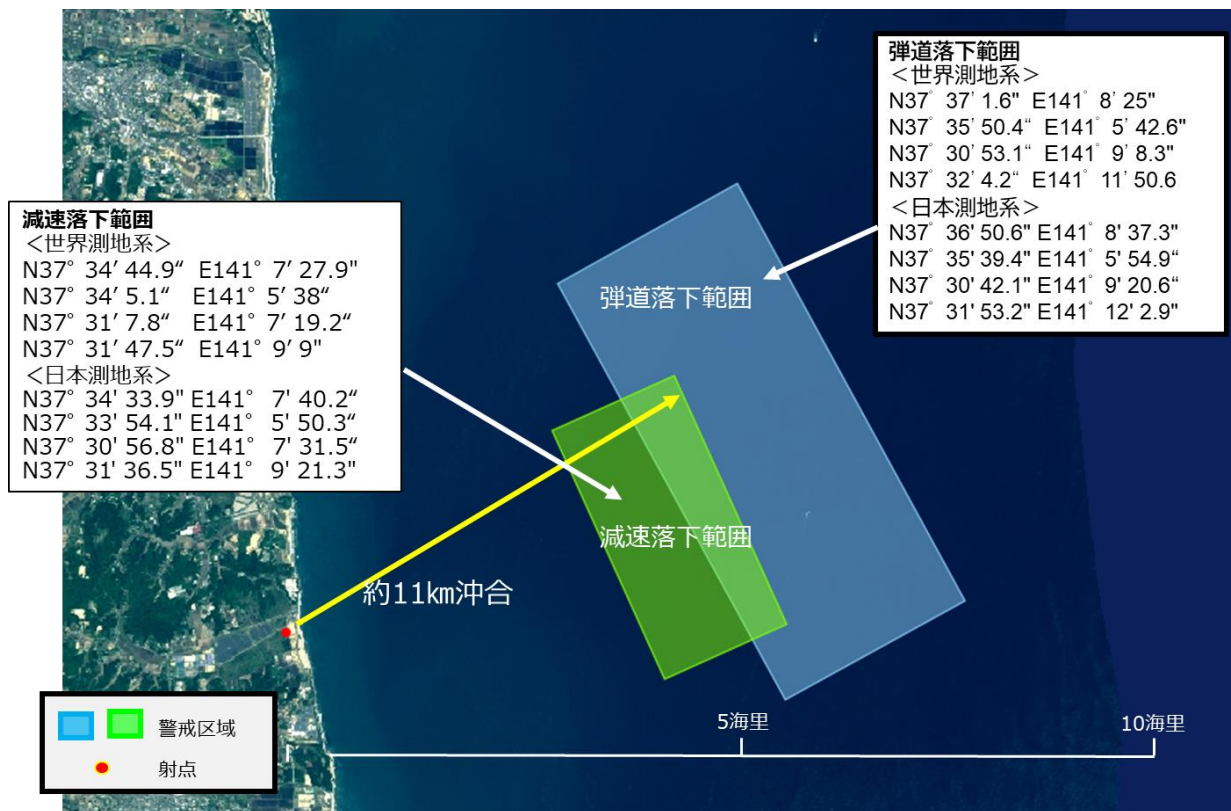 弾道落下範囲
＜世界測地系＞
N37° 37' 1.6" E141° 8' 25"
N37° 35' 50.4“ E141° 5' 42.6"
N37° 30' 53.1“ E141° 9' 8.3"
N37° 32' 4.2“ E141° 11' 50.6
＜日本測地系＞
N37° 36' 50.6" E141° 8' 37.3"
N37° 35' 39.4" E141° 5' 54.9“
N37° 30' 42.1" E141° 9' 20.6“
N37° 31' 53.2" E141° 12' 2.9"
減速落下範囲
＜世界測地系＞
N37° 34′ 44.9“ E141° 7′ 27.9"
N37° 34′ 5.1“ E141° 5′ 38"
N37° 31′ 7.8“ E141° 7′ 19.2“
N37° 31′ 47.5“ E141° 9′ 9"
＜日本測地系＞
N37° 34' 33.9" E141° 7' 40.2“
N37° 33' 54.1" E141° 5' 50.3“
N37° 30' 56.8" E141° 7' 31.5“
N37° 31' 36.5" E141° 9' 21.3"
弾道落下範囲
減速落下範囲
約11㎞沖合
5海里
10海里
警戒区域
射点